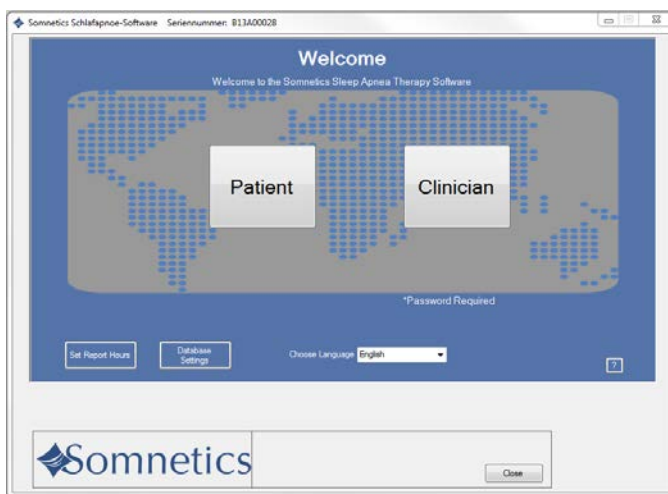 Somnetics Schlafapnoe-Software Seriennummer: B13A00028
Welcome
Welcome to the Somnetics Sleep Apnea Therapy Software
Patient
Clinician
*Password Required
Set Report Hours
Database
Settings
Choose Language English
?
Somnetics
Close